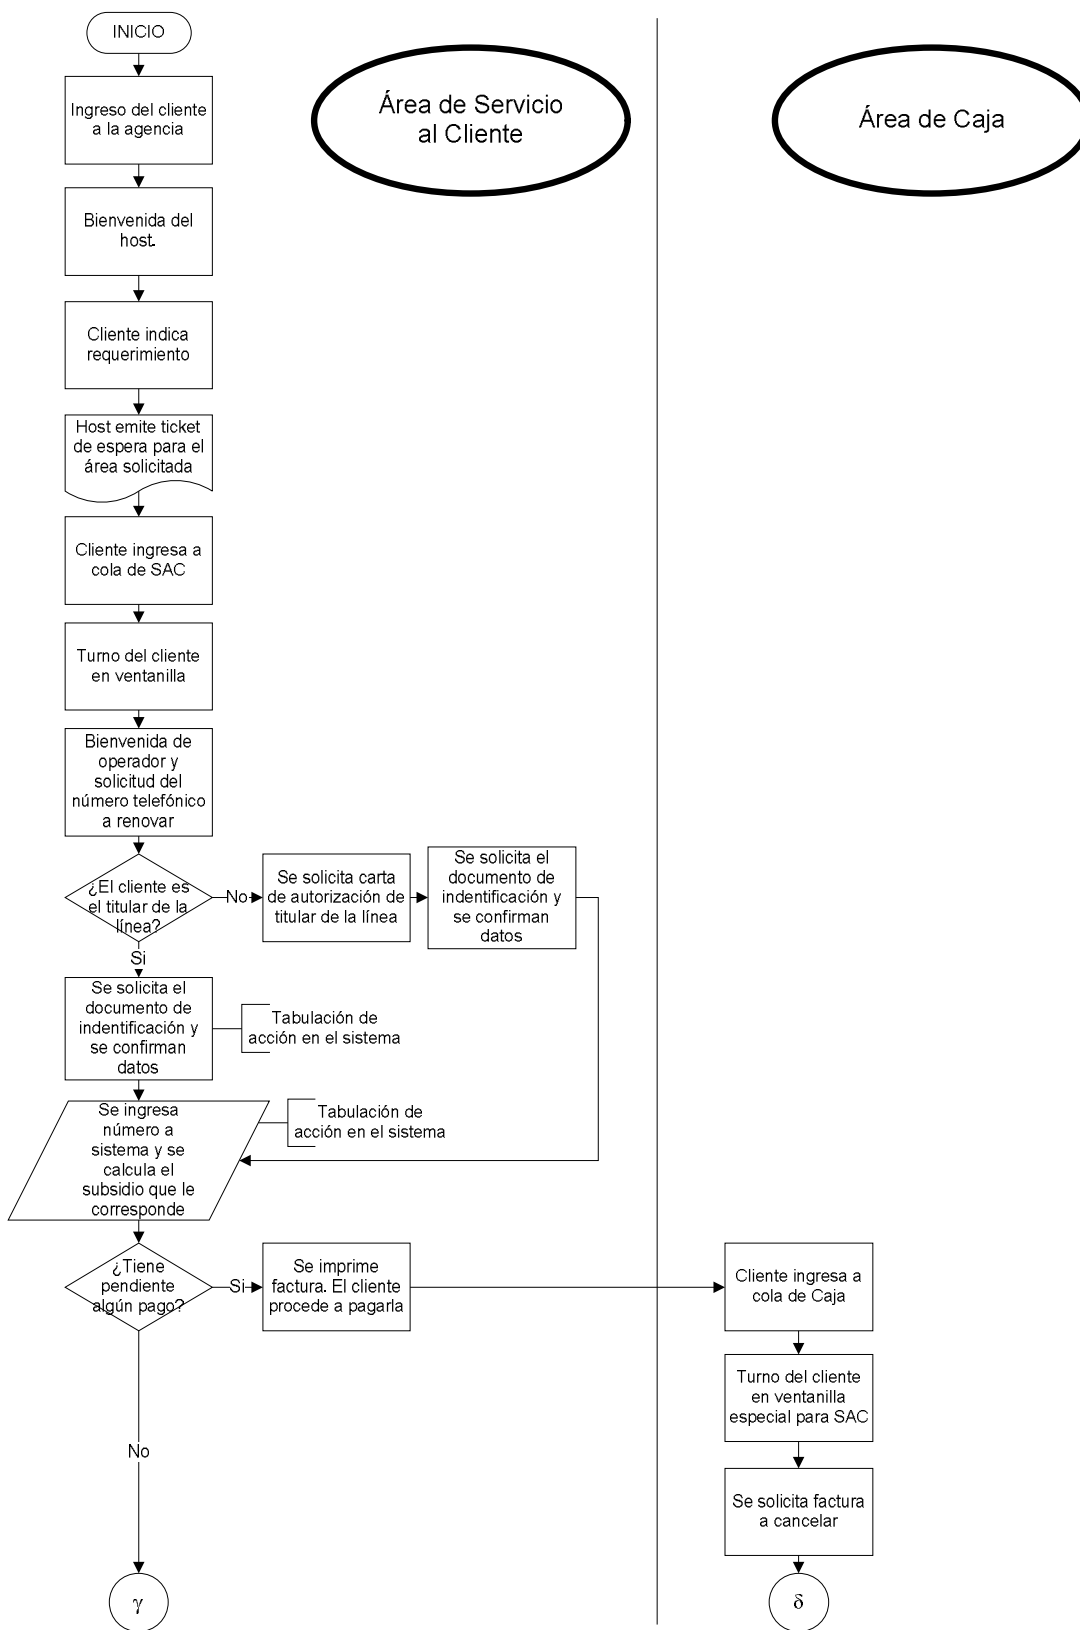 INICIO
Área de Servicio
al Cliente
Área de Caja
Ingreso del cliente
a la agencia
Bienvenida del
host.
Cliente indica
requerimiento
Host emite ticket
de espera para el
área solicitada
Cliente ingresa a
cola de SAC
Turno del cliente
en ventanilla
Bienvenida de
operador y
solicitud del
número telefónico
a renovar
¿El cliente es
el titular de la
línea?
No
Se solicita carta
de autorización de
titular de la línea
Se solicita el
documento de
indentificación y
se confirman
datos
Si
Se solicita el
documento de
indentificación y
se confirman
datos
Tabulación de
acción en el sistema
Se ingresa
número a
sistema y se
calcula el
subsidio que le
corresponde
Tabulación de
acción en el sistema
¿Tiene
pendiente
algún pago?
Si
Se imprime
factura. El cliente
procede a pagarla
Cliente ingresa a
cola de Caja
Turno del cliente
en ventanilla
especial para SAC
No
Se solicita factura
a cancelar
γ
δ